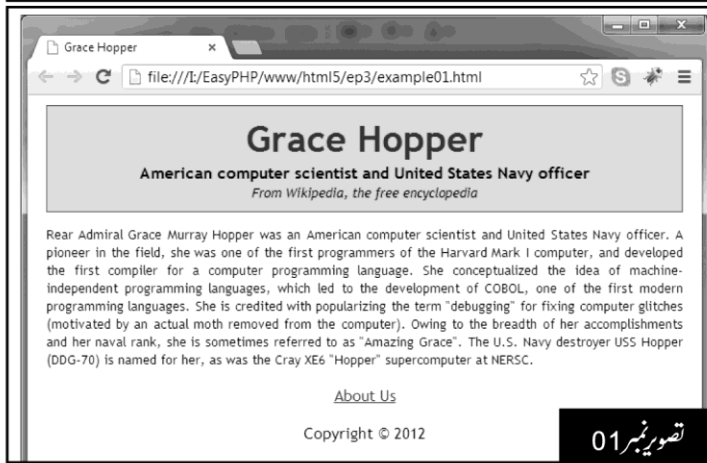 Grace Hopper
file:///I:/EasyPHP/www/html5/ep3/example01.html
Grace Hopper
American computer scientist and United States Navy officer
From Wikipedia, the free encyclopedia
Rear Admiral Grace Murray Hopper was an American computer scientist and United States Navy officer. A
pioneer in the field, she was one of the first programmers of the Harvard Mark I computer, and developed
the first compiler for a computer programming language. She conceptualized the idea of machine-
independent programming languages, which led to the development of COBOL, one of the first modern
programming languages. She is credited with popularizing the term "debugging" for fixing computer glitches
(motivated by an actual moth removed from the computer). Owing to the breadth of her accomplishments
and her naval rank, she is sometimes referred to as "Amazing Grace". The U.S. Navy destroyer USS Hopper
(DDG-70) is named for her, as was the Cray XE6 "Hopper" supercomputer at NERSC.
About Us
Copyright © 2012
تصویر نمبر 01